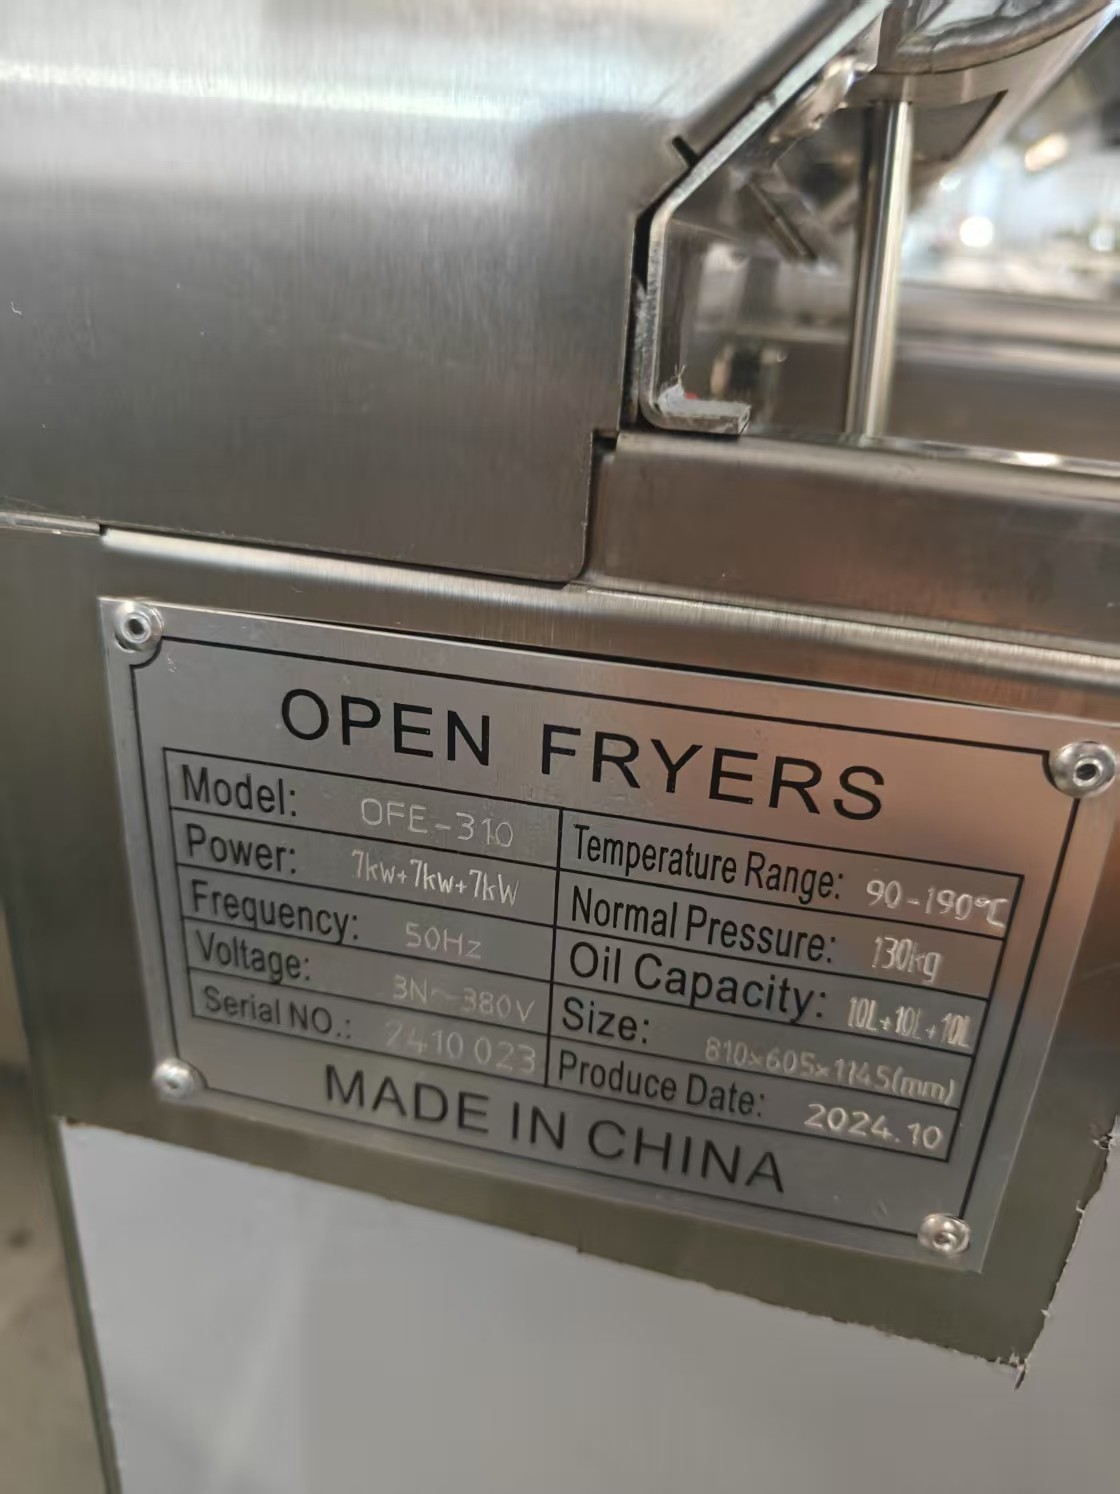 OPEN FRYERS
Model: OFE-310
Power: 7kw+7kw+7kW
Frequency: 50Hz
Voltage: 3N~380V
Serial NO.: 2410 023
Temperature Range: 90-190℃
Normal Pressure: 130kg
Oil Capacity: 10L+10L+10L
Size: 810×605×1145(mm)
Produce Date: 2024.10
MADE IN CHINA